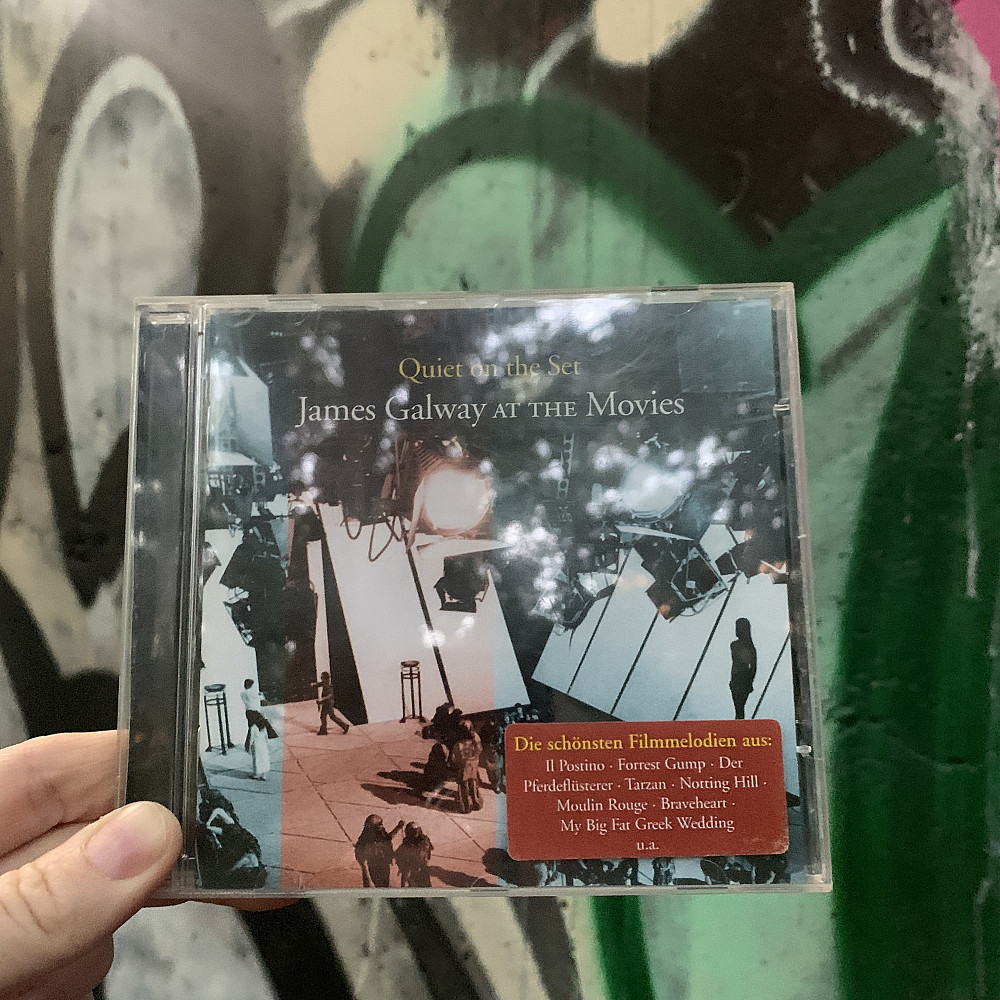 Quiet on the Set
James Galway AT THE Movies
Die schönsten Filmmelodien aus:
Il Postino · Forrest Gump · Der
Pferdeflüsterer · Tarzan · Notting Hill ·
Moulin Rouge · Braveheart ·
My Big Fat Greek Wedding
u.a.